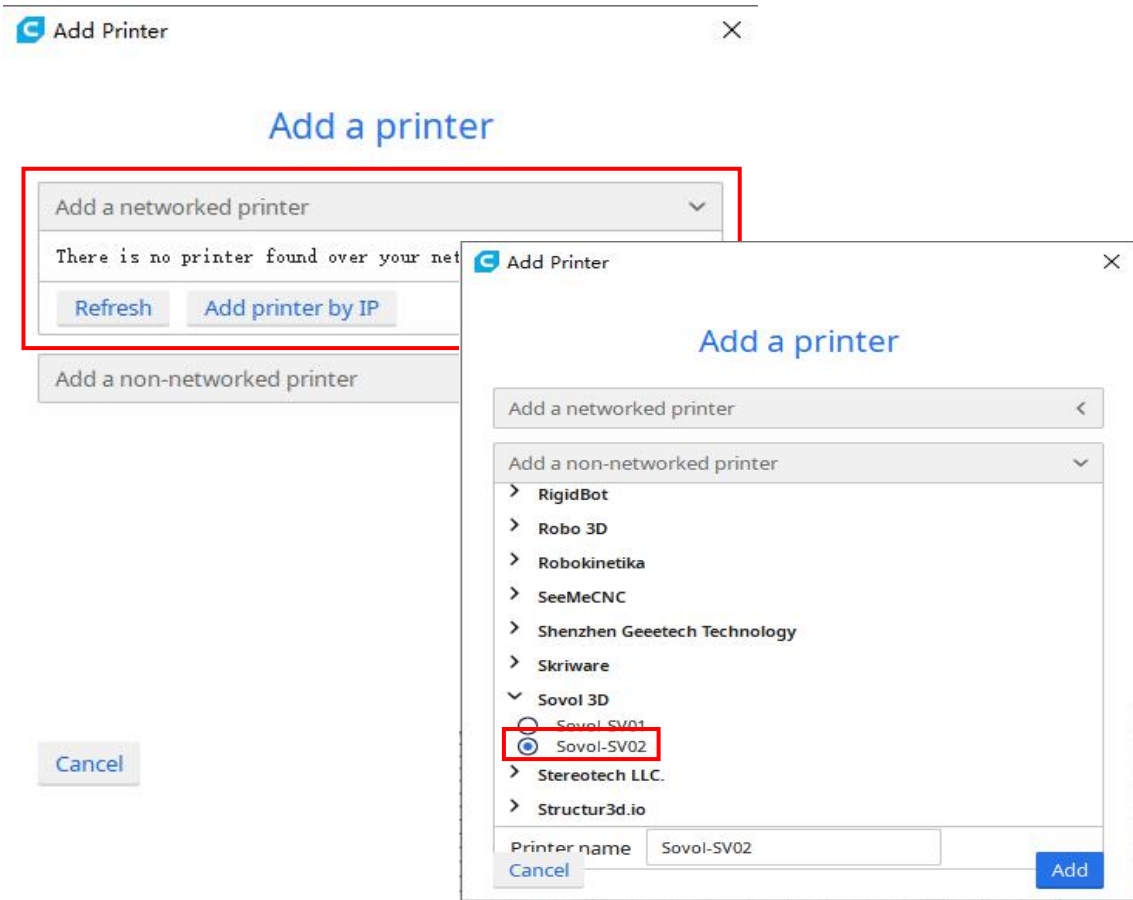 Add Printer
Add a printer
Add a networked printer
There is no printer found over your net
Refresh
Add printer by IP
Add a non-networked printer
Cancel
Add Printer
Add a printer
Add a networked printer
Add a non-networked printer
RigidBot
Robo 3D
Robokinetika
SeeMeCNC
Shenzhen Geeetech Technology
Skriware
Sovol 3D
Sovol-SV01
Sovol-SV02
Stereotech LLC.
Structur3d.io
Printer name
Sovol-SV02
Cancel
Add